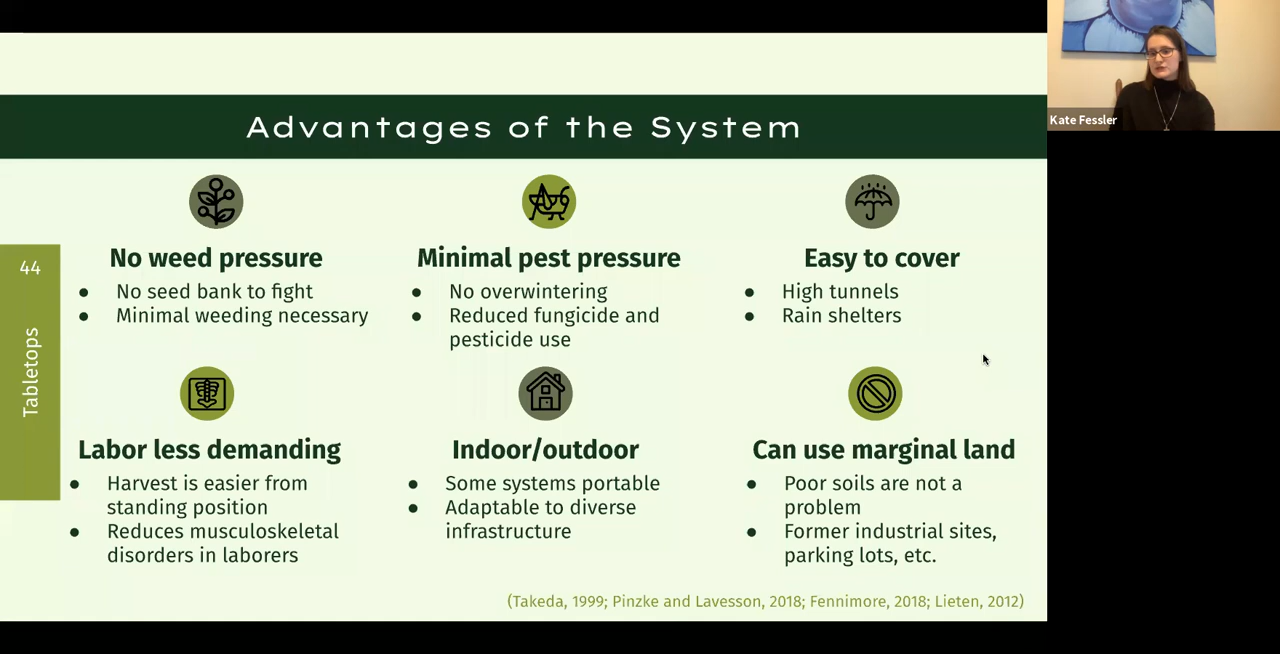 Advantages of the System
Kate Fessler
44
Tabletops
No weed pressure
● No seed bank to fight
● Minimal weeding necessary
Minimal pest pressure
● No overwintering
● Reduced fungicide and
pesticide use
Easy to cover
● High tunnels
● Rain shelters
Labor less demanding
● Harvest is easier from
standing position
● Reduces musculoskeletal
disorders in laborers
Indoor/outdoor
● Some systems portable
● Adaptable to diverse
infrastructure
Can use marginal land
● Poor soils are not a
problem
● Former industrial sites,
parking lots, etc.
(Takeda, 1999; Pinzke and Lavesson, 2018; Fennimore, 2018; Lieten, 2012)